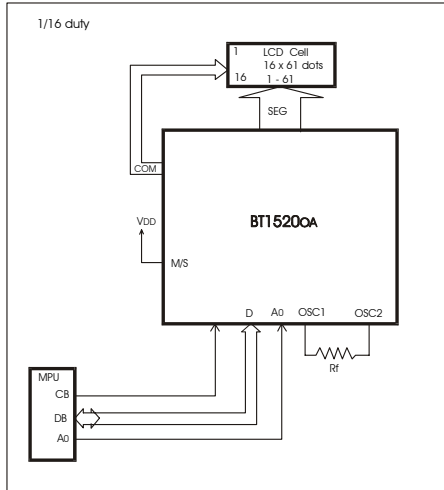 1/16 duty
1 LCD Cell
16 x 61 dots
16 1 - 61
SEG
COM
BT1520OA
VDD
M/S
D A0 OSC1 OSC2
Rf
MPU
CB
DB
A0